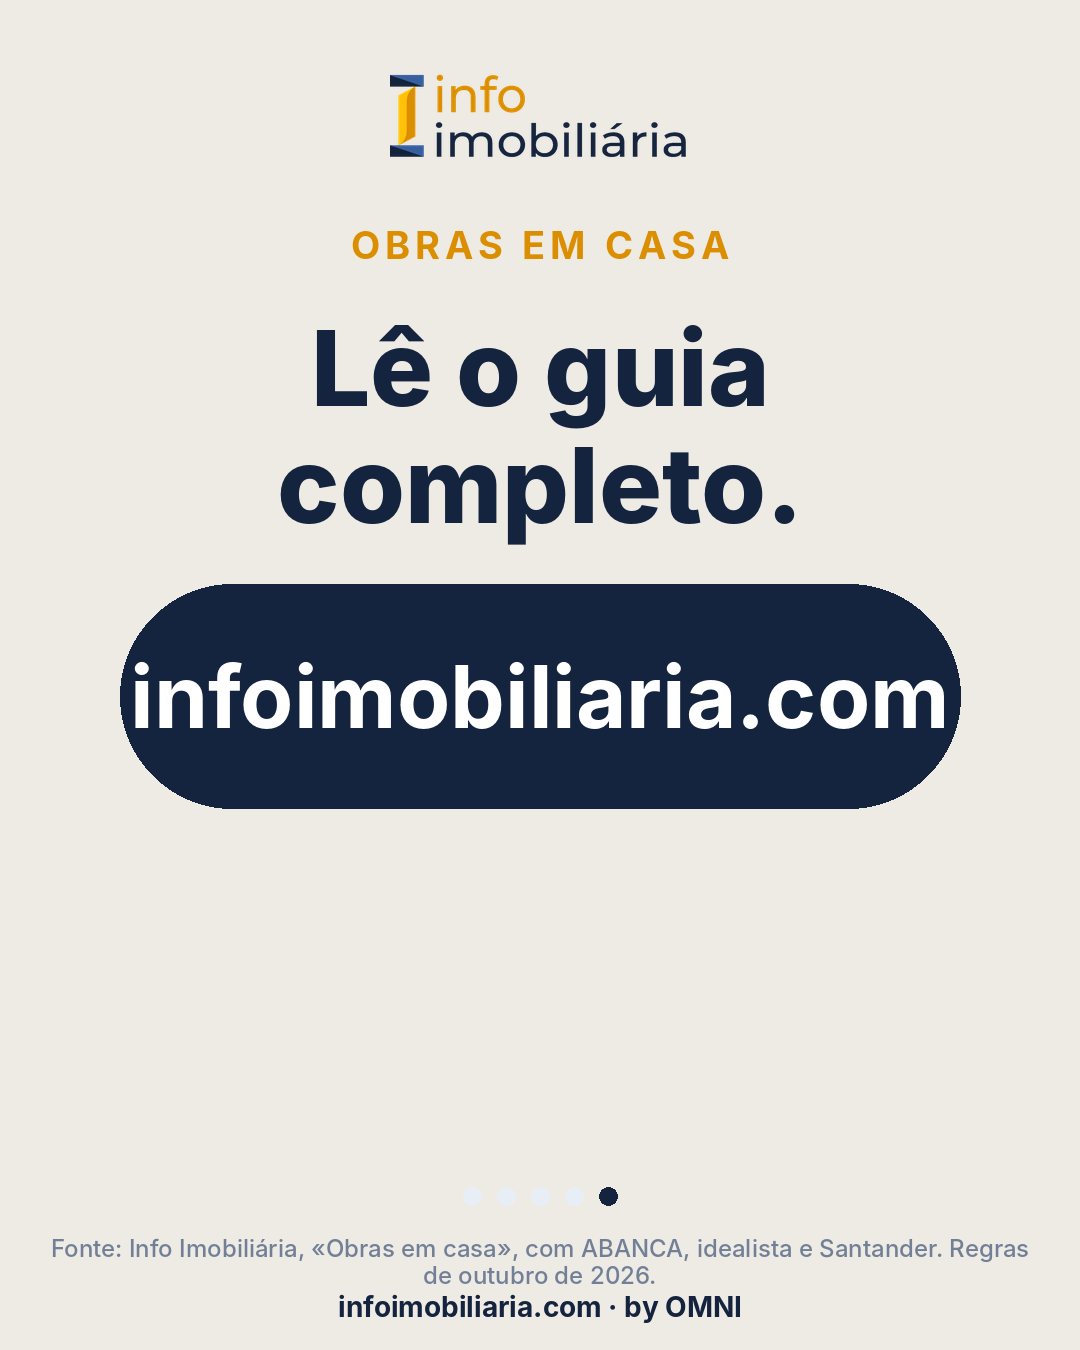 info
imobiliária
OBRAS EM CASA
Lê o guia
completo.
infoimobiliaria.com
Fonte: Info Imobiliária, «Obras em casa», com ABANCA, idealista e Santander. Regras
de outubro de 2026.
infoimobiliaria.com · by OMNI